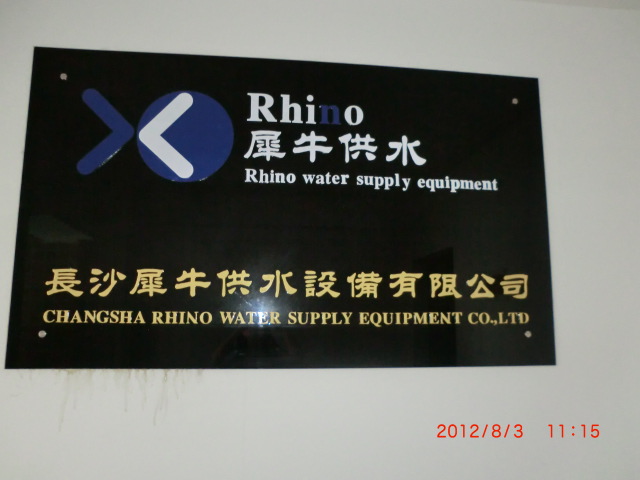 Rhino
犀牛供水
Rhino water supply equipment
長沙犀牛供水設備有限公司
CHANGSHA RHINO WATER SUPPLY EQUIPMENT CO.,LTD
2012/8/3 11:15